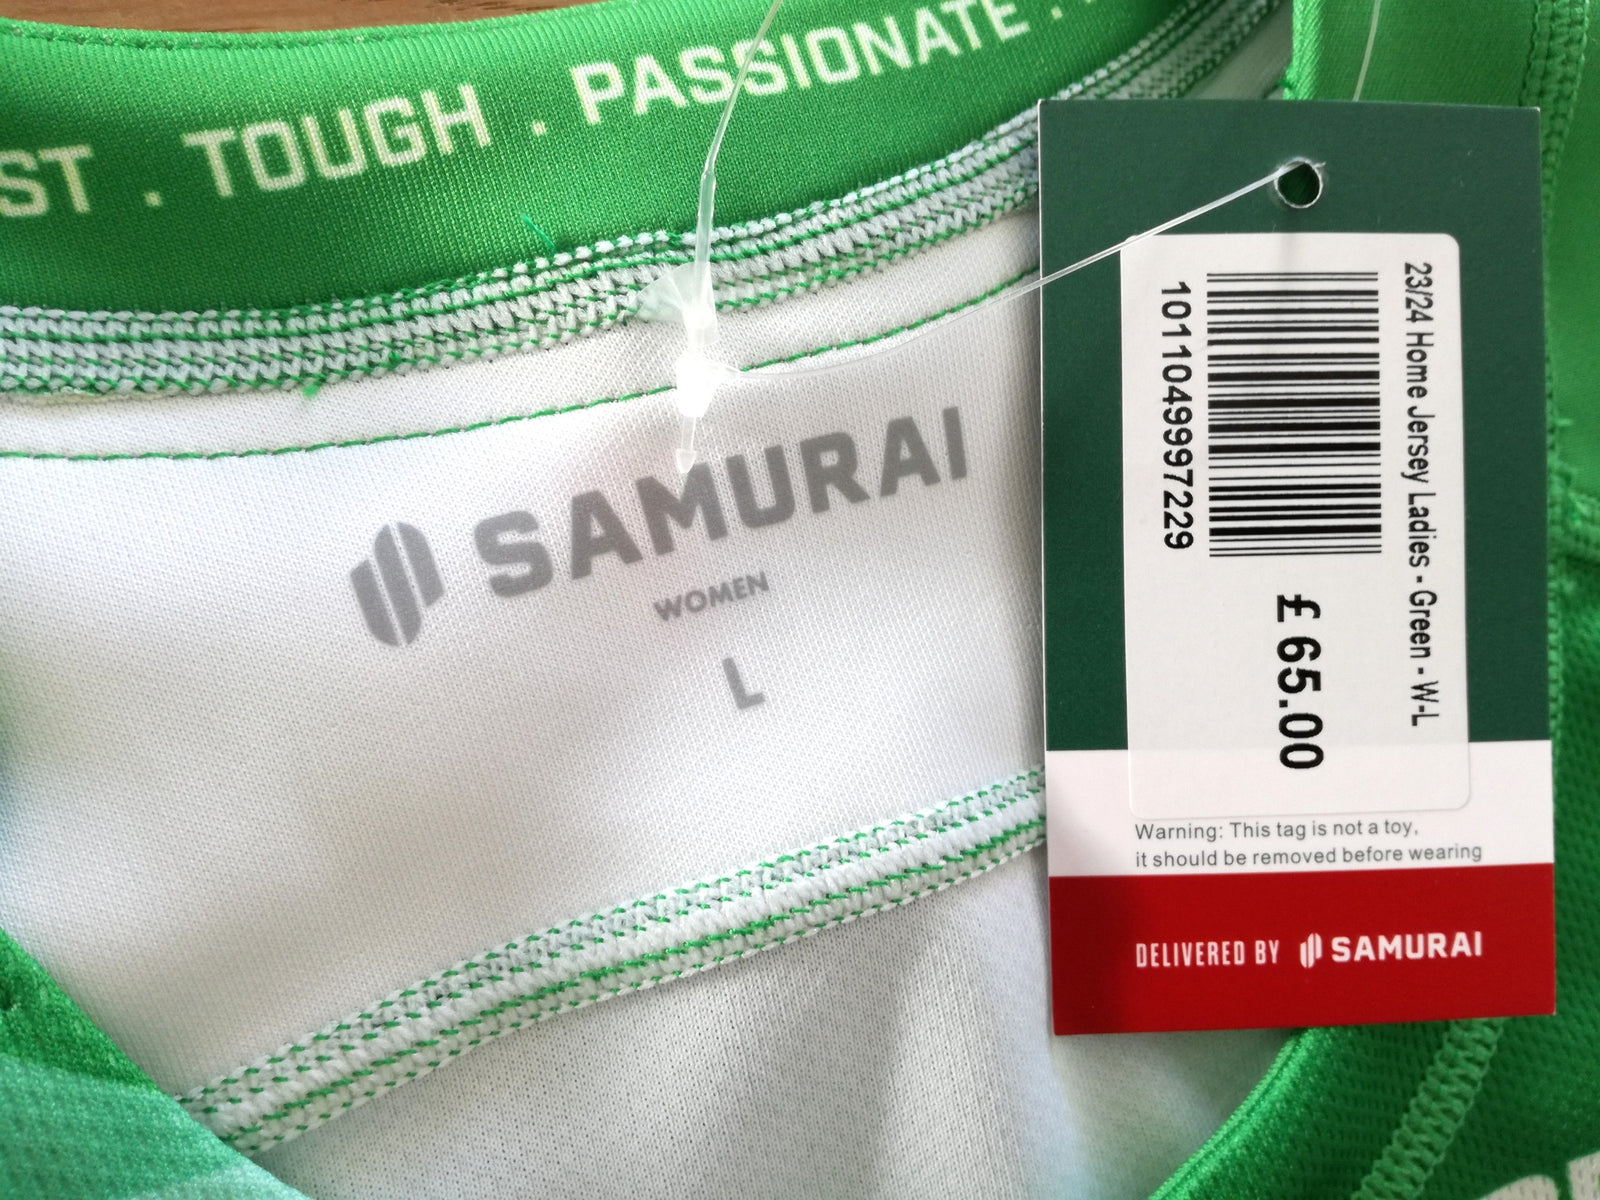 ST . TOUGH . PASSIONATE .
SAMURAI
WOMEN
L
23/24 Home Jersey Ladies - Green - W-L
1011049997229
£ 65.00
Warning: This tag is not a toy,
it should be removed before wearing
DELIVERED BY SAMURAI